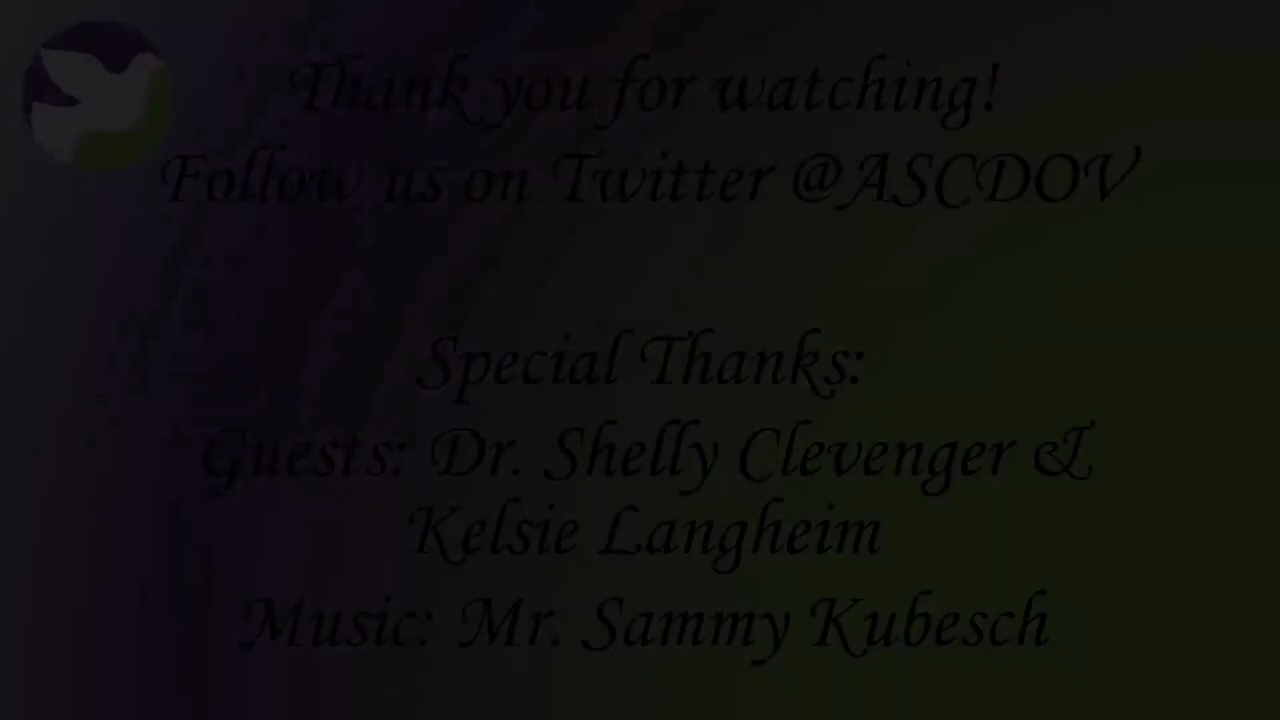 Thank you for watching!
Follow us on Twitter @ASCDOV
Special Thanks:
Guests: Dr. Shelly Clevenger &
Kelsie Langheim
Music: Mr. Sammy Kubesch